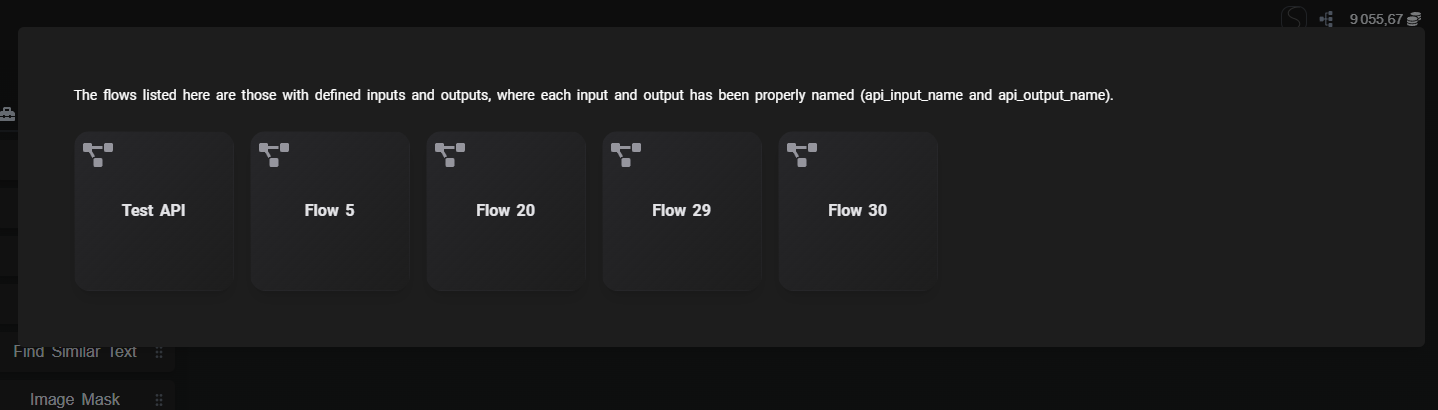 9 055,67
The flows listed here are those with defined inputs and outputs, where each input and output has been properly named (api_input_name and api_output_name).
Test API
Flow 5
Flow 20
Flow 29
Flow 30
Find Similar Text
Image Mask